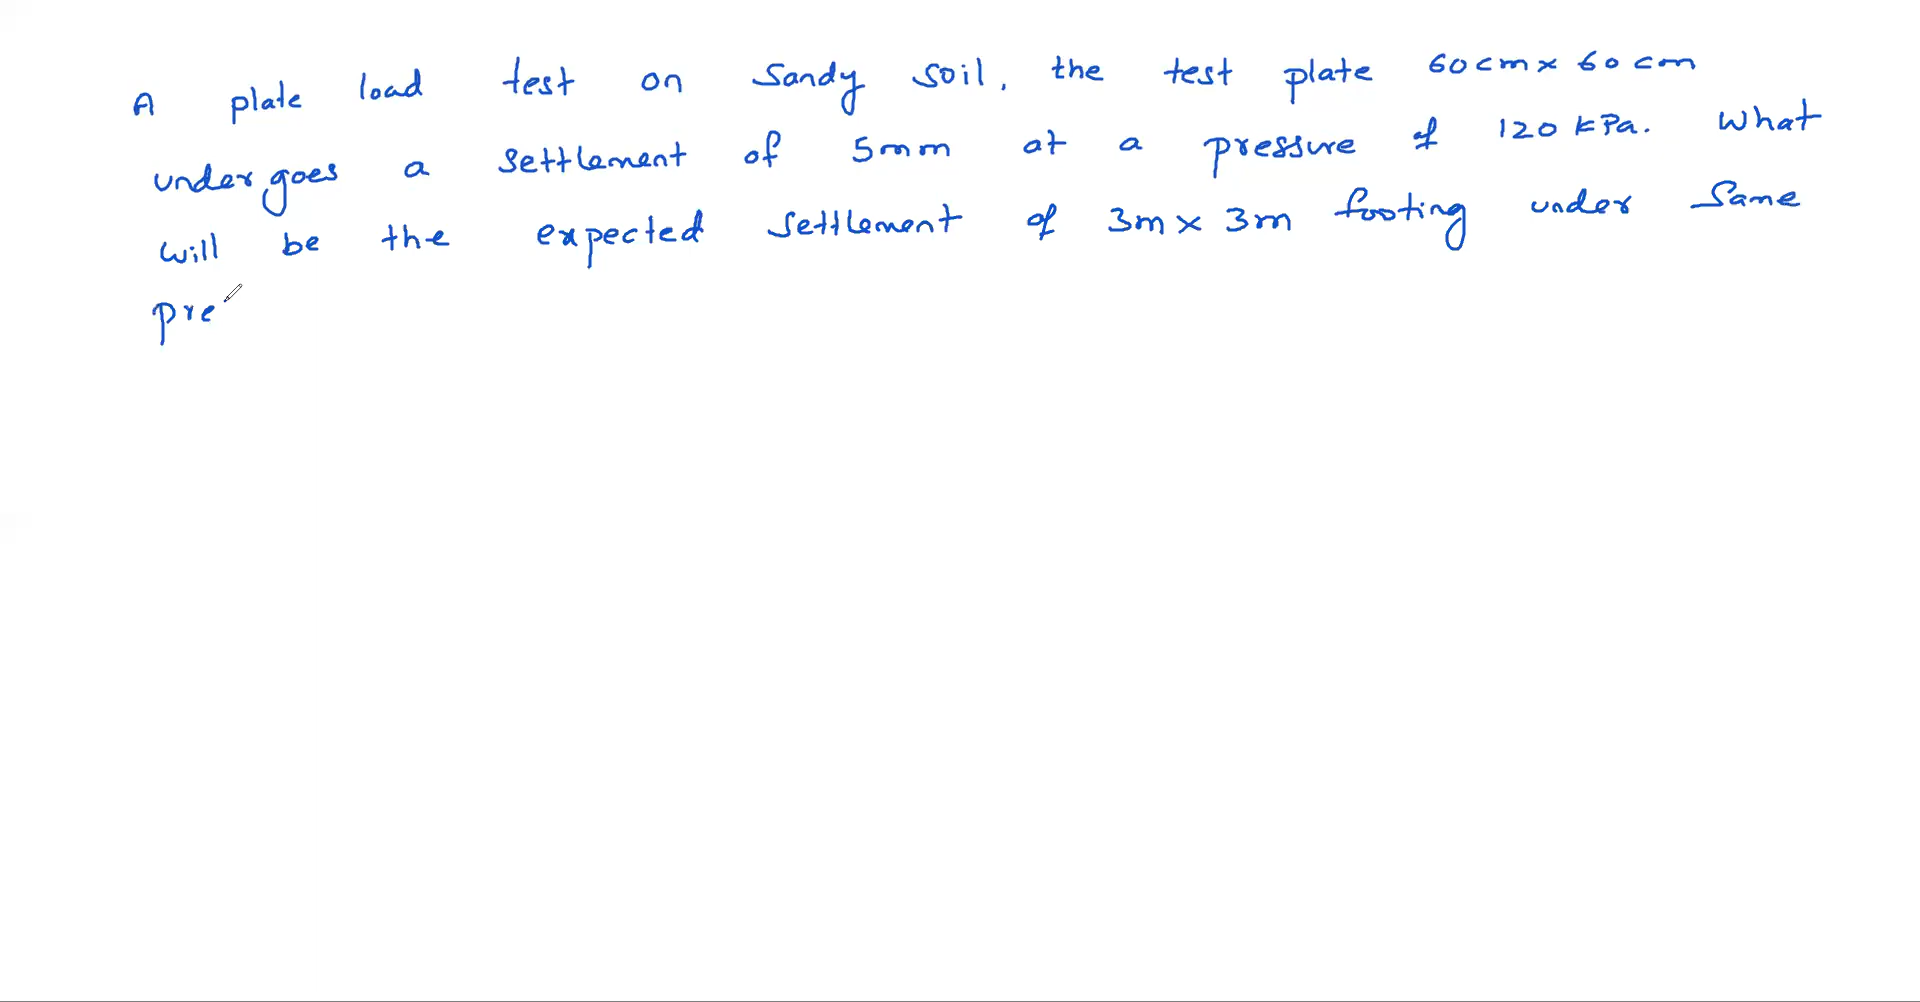 A plate load test on Sandy soil, the test plate 60cm x 60cm
undergoes a settlement of 5mm at a pressure of 120 kPa. What
will be the expected settlement of 3m x 3m footing under same
pre